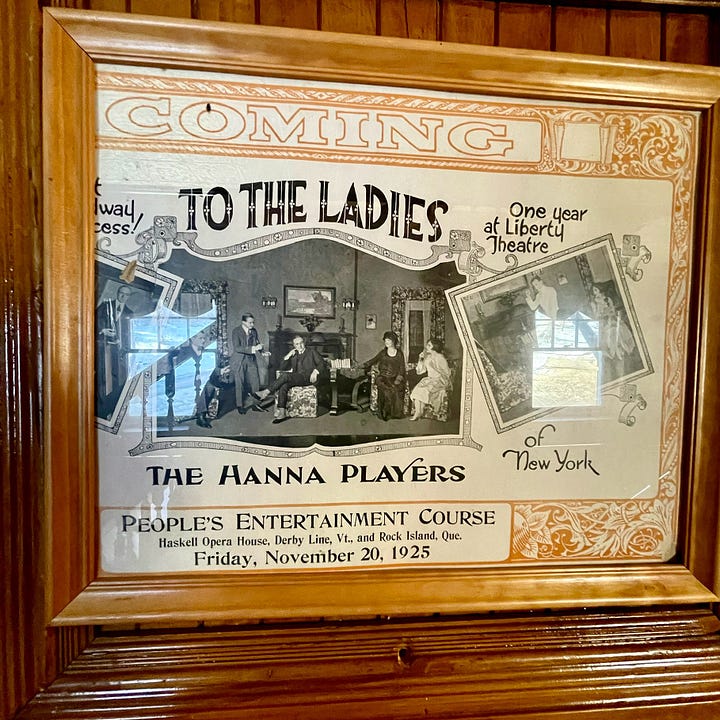 COMING
TO THE LADIES
One year
at Liberty
Theatre
of
New York
THE HANNA PLAYERS
PEOPLE'S ENTERTAINMENT COURSE
Haskell Opera House, Derby Line, Vt., and Rock Island, Que.
Friday, November 20, 1925